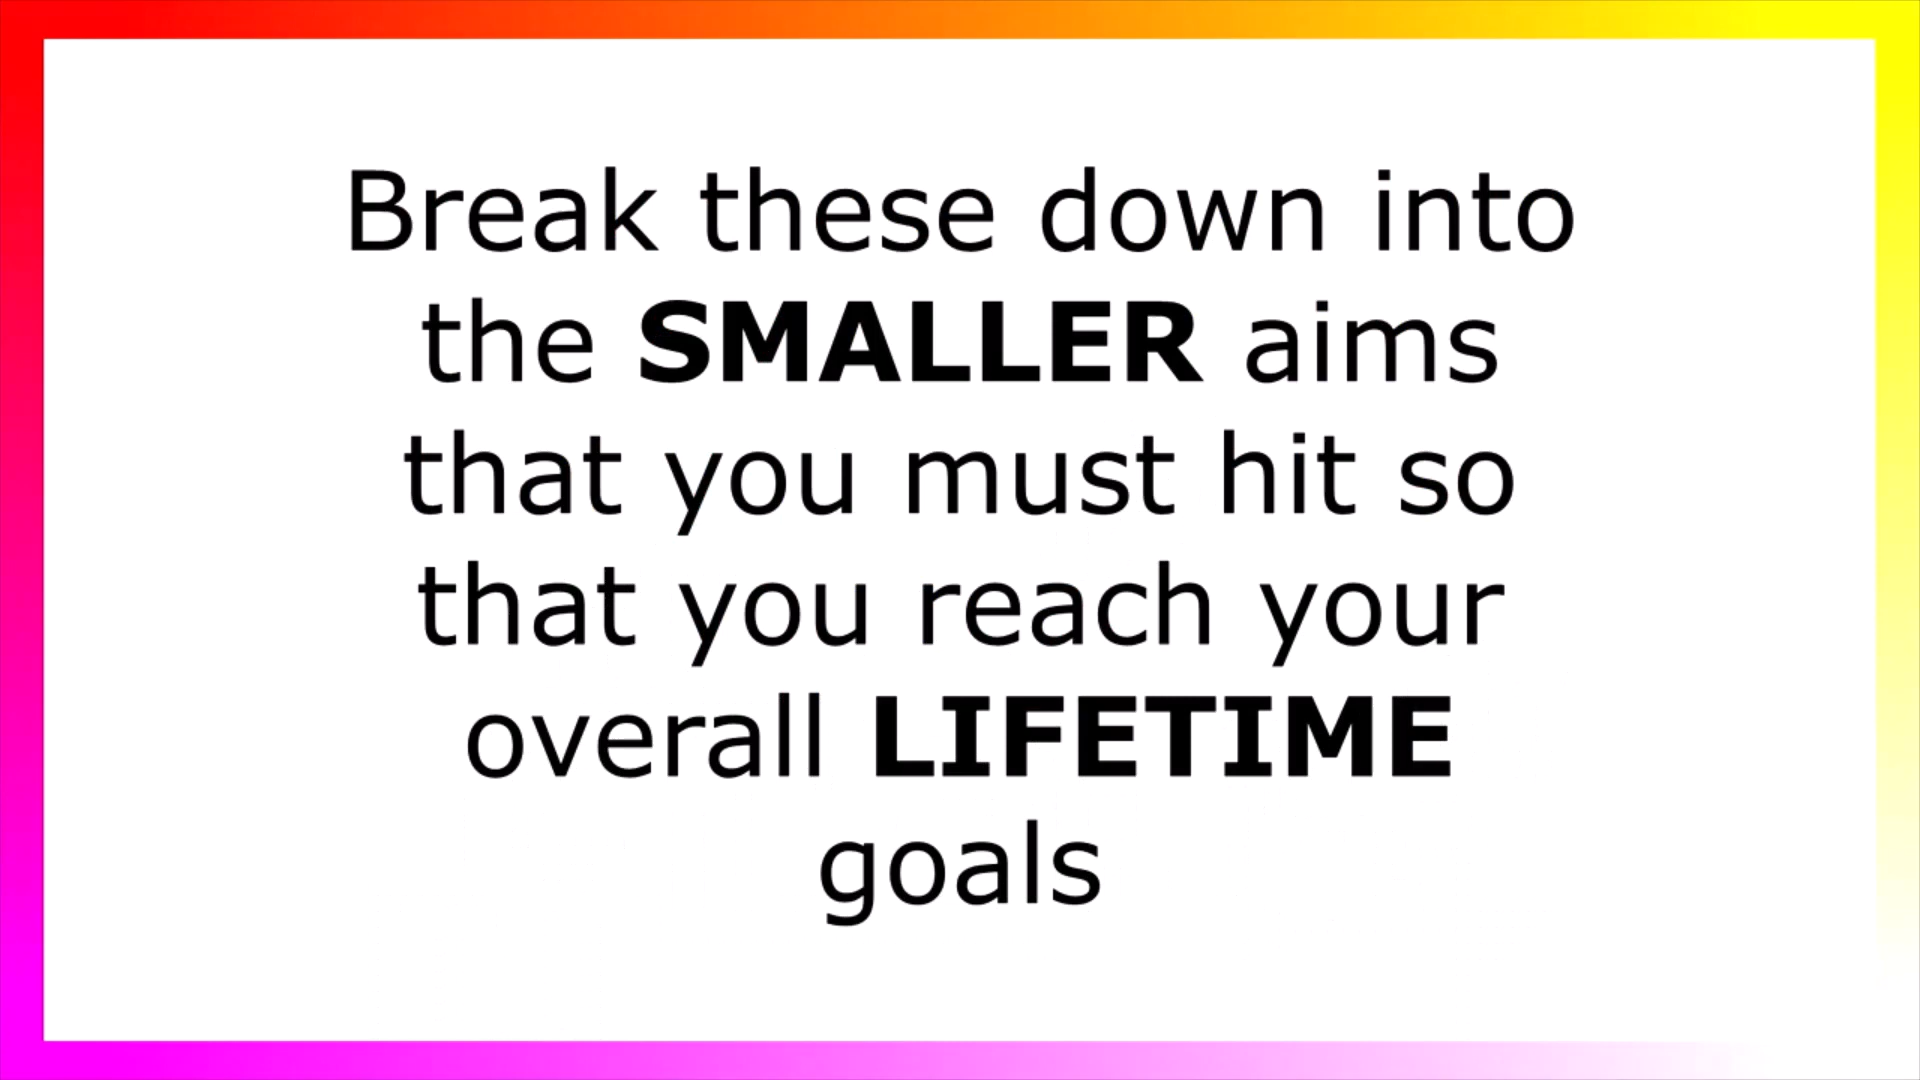 Break these down into
the SMALLER aims
that you must hit so
that you reach your
overall LIFETIME
goals